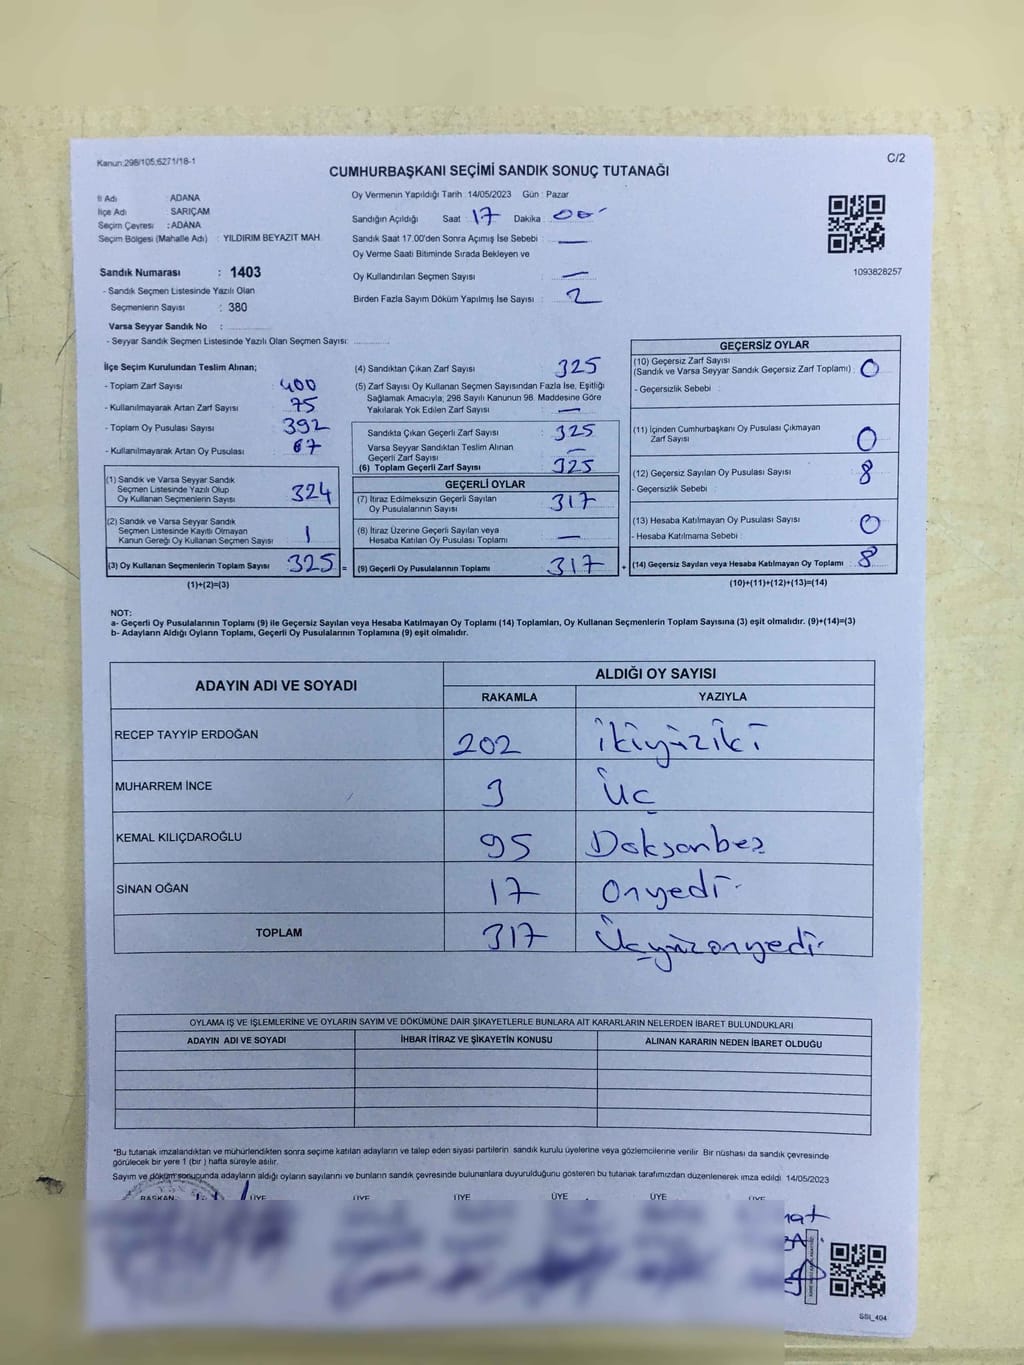 Kanun:298/105;6271/18-1
C/2
CUMHURBAŞKANI SEÇİMİ SANDIK SONUÇ TUTANAĞI
İl Adı : ADANA
İlçe Adı : SARIÇAM
Seçim Çevresi : ADANA
Seçim Bölgesi (Mahalle Adı) : YILDIRIM BEYAZIT MAH.
Sandık Numarası : 1403
- Sandık Seçmen Listesinde Yazılı Olan
Seçmenlerin Sayısı : 380
Varsa Seyyar Sandık No :
- Seyyar Sandık Seçmen Listesinde Yazılı Olan Seçmen Sayısı:
Oy Vermenin Yapıldığı Tarih : 14/05/2023 Gün : Pazar
Sandığın Açıldığı Saat : 17 Dakika : 00
Sandık Saat 17.00'den Sonra Açımış İse Sebebi : —
Oy Verme Saati Bitiminde Sırada Bekleyen ve
Oy Kullandırılan Seçmen Sayısı : —
Birden Fazla Sayım Döküm Yapılmış İse Sayısı : 2
1093828257
İlçe Seçim Kurulundan Teslim Alınan;
- Toplam Zarf Sayısı : 400
- Kullanılmayarak Artan Zarf Sayısı : 75
- Toplam Oy Pusulası Sayısı : 392
- Kullanılmayarak Artan Oy Pusulası : 67
(1) Sandık ve Varsa Seyyar Sandık
Seçmen Listesinde Yazılı Olup
Oy Kullanan Seçmenlerin Sayısı : 324
(2) Sandık ve Varsa Seyyar Sandık
Seçmen Listesinde Kayıtlı Olmayan
Kanun Gereği Oy Kullanan Seçmen Sayısı : 1
(3) Oy Kullanan Seçmenlerin Toplam Sayısı : 325 =
(1)+(2)=(3)
(4) Sandıktan Çıkan Zarf Sayısı : 325
(5) Zarf Sayısı Oy Kullanan Seçmen Sayısından Fazla İse, Eşitliği
Sağlamak Amacıyla; 298 Sayılı Kanunun 98. Maddesine Göre
Yakılarak Yok Edilen Zarf Sayısı : —
Sandıkta Çıkan Geçerli Zarf Sayısı : 325
Varsa Seyyar Sandıktan Teslim Alınan
Geçerli Zarf Sayısı : —
(6) Toplam Geçerli Zarf Sayısı : 325
GEÇERLİ OYLAR
(7) İtiraz Edilmeksizin Geçerli Sayılan
Oy Pusulalarının Sayısı : 317
(8) İtiraz Üzerine Geçerli Sayılan veya
Hesaba Katılan Oy Pusulası Toplamı : —
(9) Geçerli Oy Pusulalarının Toplamı : 317 +
GEÇERSİZ OYLAR
(10) Geçersiz Zarf Sayısı
(Sandık ve Varsa Seyyar Sandık Geçersiz Zarf Toplamı) : 0
- Geçersizlik Sebebi :
(11) İçinden Cumhurbaşkanı Oy Pusulası Çıkmayan
Zarf Sayısı : 0
(12) Geçersiz Sayılan Oy Pusulası Sayısı : 8
- Geçersizlik Sebebi :
(13) Hesaba Katılmayan Oy Pusulası Sayısı : 0
- Hesaba Katılmama Sebebi :
(14) Geçersiz Sayılan veya Hesaba Katılmayan Oy Toplamı : 8
(10)+(11)+(12)+(13)=(14)
NOT:
a- Geçerli Oy Pusulalarının Toplamı (9) ile Geçersiz Sayılan veya Hesaba Katılmayan Oy Toplamı (14) Toplamları, Oy Kullanan Seçmenlerin Toplam Sayısına (3) eşit olmalıdır. (9)+(14)=(3)
b- Adayların Aldığı Oyların Toplamı, Geçerli Oy Pusulalarının Toplamına (9) eşit olmalıdır.
ADAYIN ADI VE SOYADI
ALDIĞI OY SAYISI
RAKAMLA YAZIYLA
RECEP TAYYİP ERDOĞAN 202 ikiyüziki
MUHARREM İNCE 3 üç
KEMAL KILIÇDAROĞLU 95 Doksanbeş
SİNAN OĞAN 17 Onyedi
TOPLAM 317 Üçyüzonyedi
OYLAMA İŞ VE İŞLEMLERİNE VE OYLARIN SAYIM VE DÖKÜMÜNE DAİR ŞİKAYETLERLE BUNLARA AİT KARARLARIN NELERDEN İBARET BULUNDUKLARI
ADAYIN ADI VE SOYADI İHBAR İTİRAZ VE ŞİKAYETİN KONUSU ALINAN KARARIN NEDEN İBARET OLDUĞU
*Bu tutanak imzalandıktan ve mühürlendikten sonra seçime katılan adayların ve talep eden siyasi partilerin sandık kurulu üyelerine veya gözlemcilerine verilir. Bir nüshası da sandık çevresinde
görülecek bir yere 1 (bir) hafta süreyle asılır.
Sayım ve döküm sonucunda adayların aldığı oyların sayılarını ve bunların sandık çevresinde bulunanlara duyurulduğunu gösteren bu tutanak tarafımızdan düzenlenerek imza edildi. 14/05/2023
BAŞKAN ÜYE ÜYE ÜYE ÜYE ÜYE ÜYE
SSI_404